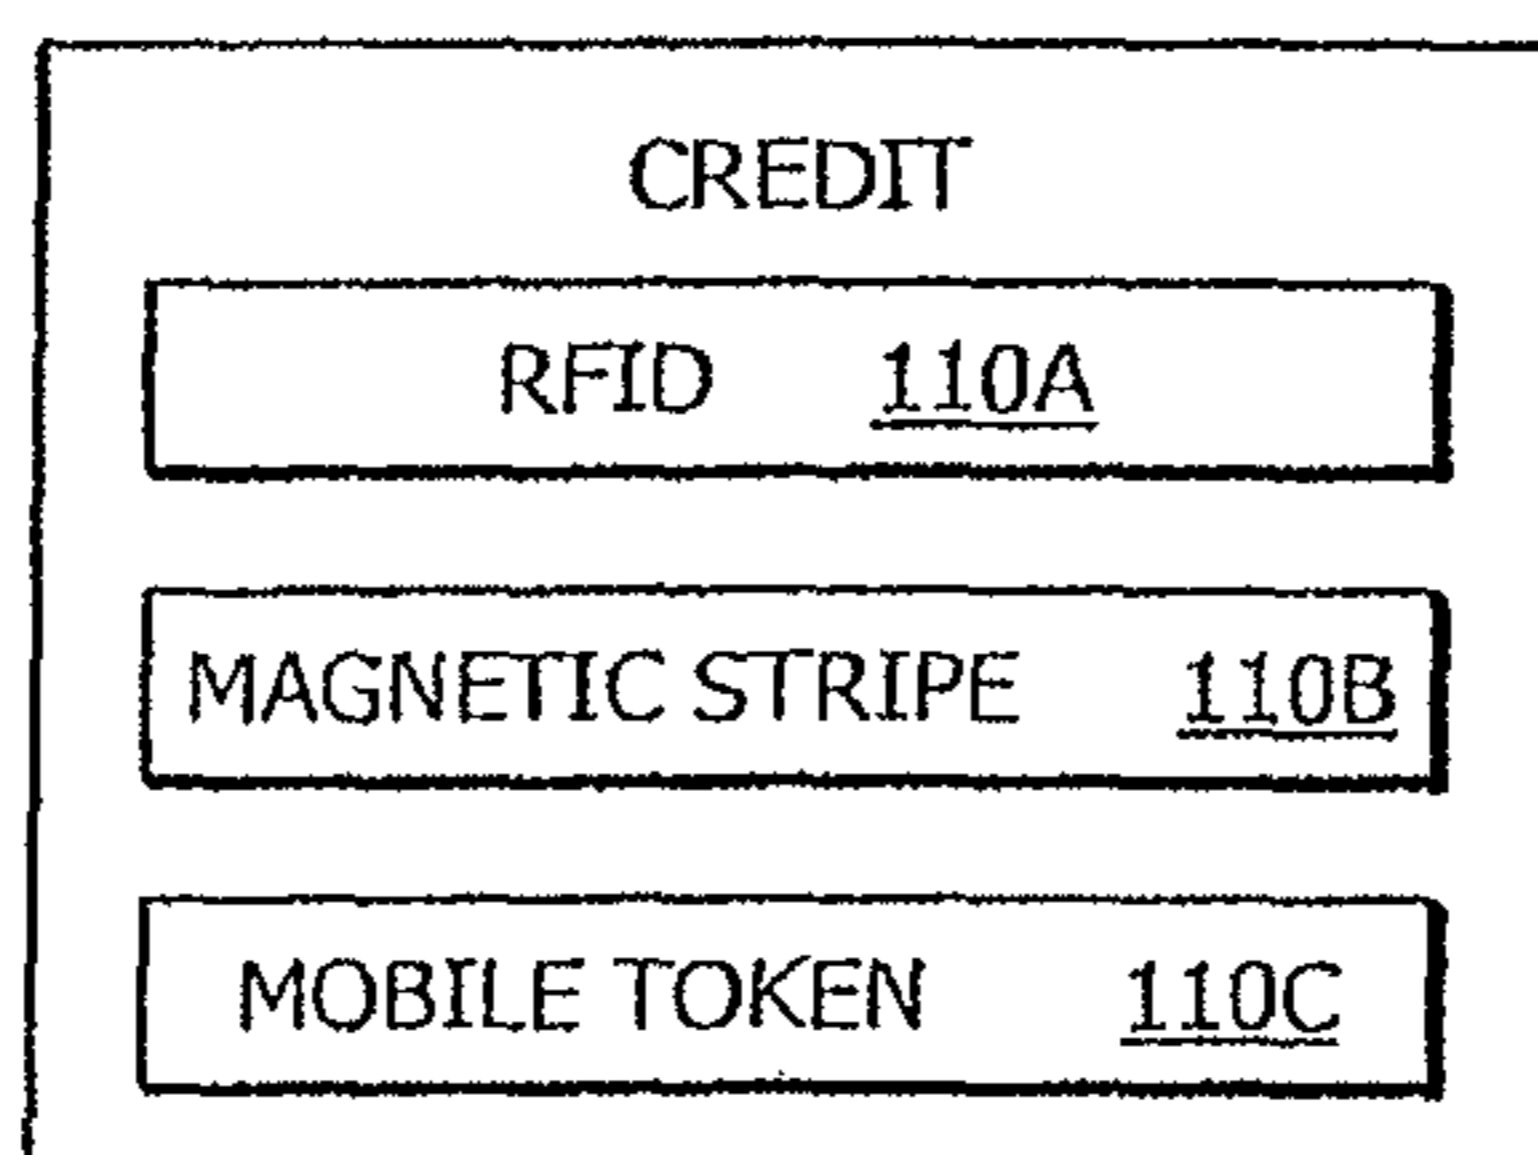 CREDIT
RFID 110A
MAGNETIC STRIPE 110B
MOBILE TOKEN 110C